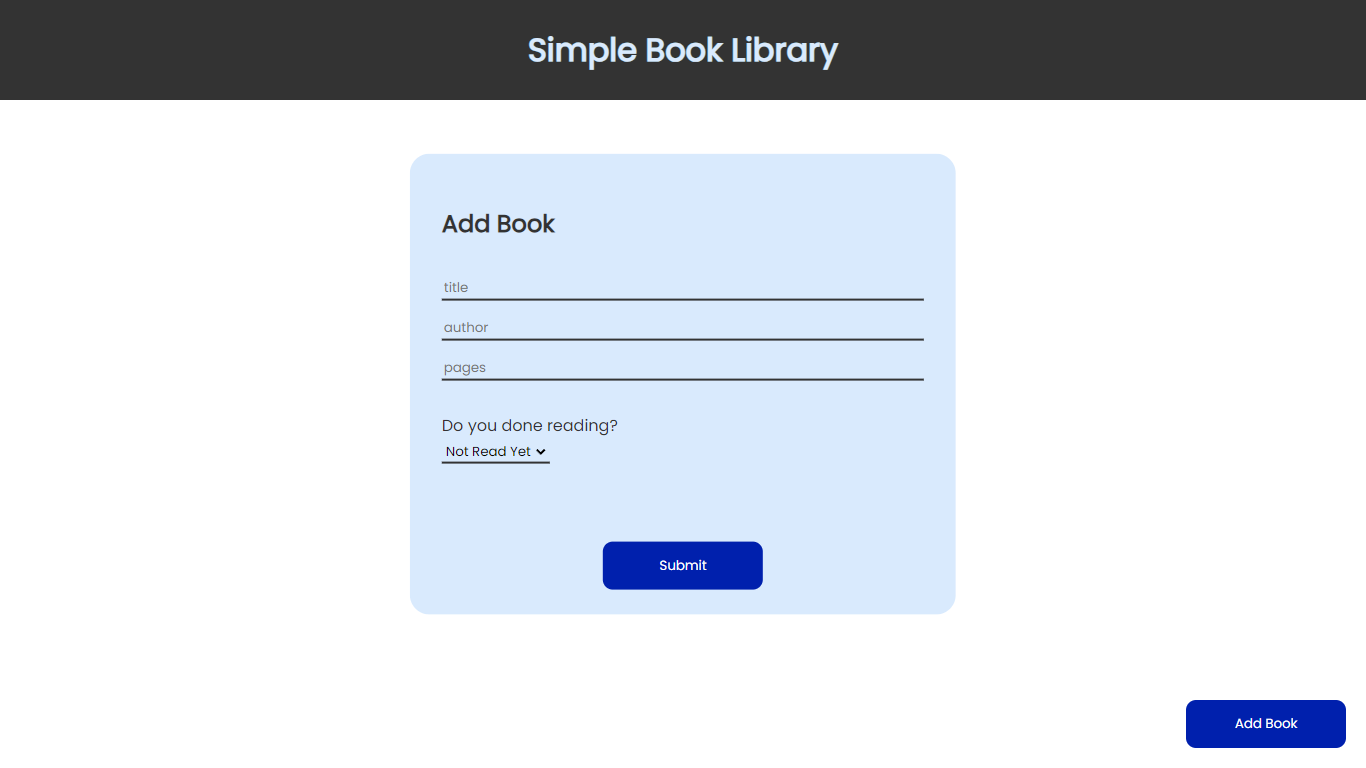 Simple Book Library
Add Book
title
author
pages
Do you done reading?
Not Read Yet
Submit
Add Book